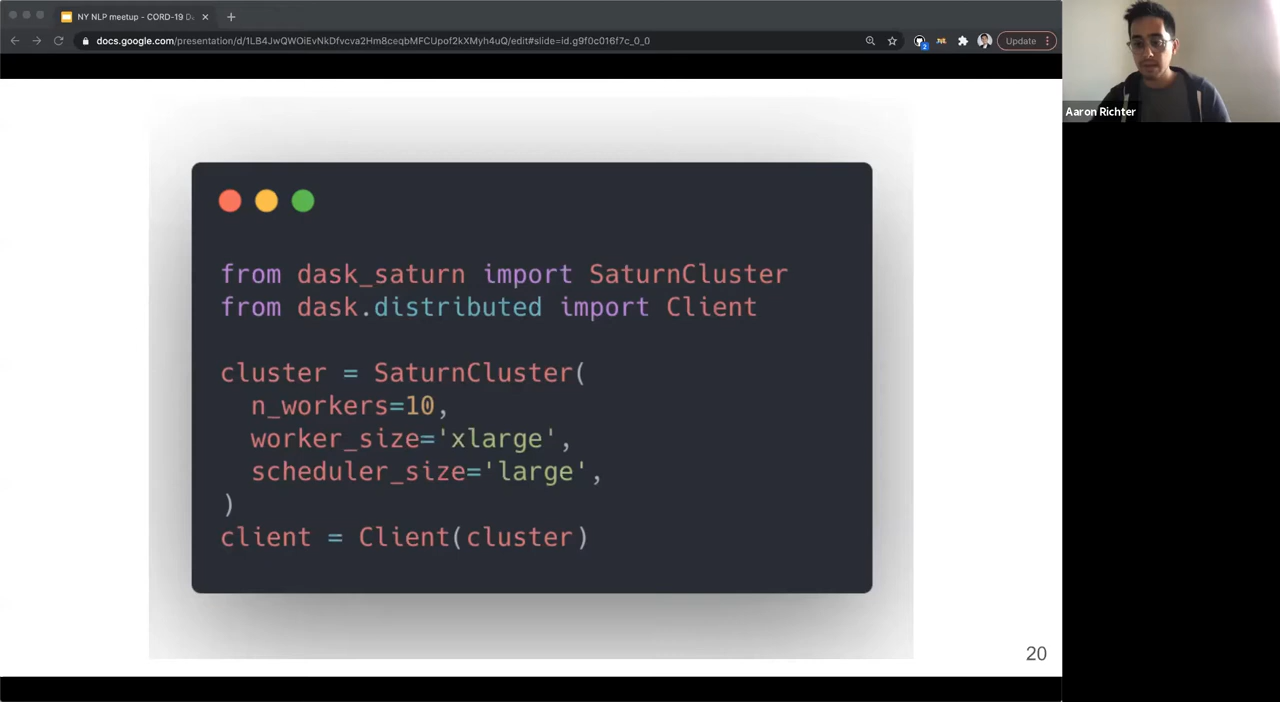 NY NLP meetup - CORD-19 Da
docs.google.com/presentation/d/1LB4JwQWOiEvNkDfvcva2Hm8ceqbMFCUpof2kXMyh4uQ/edit#slide=id.g9f0c016f7c_0_0
2
Update
Aaron Richter
from dask_saturn import SaturnCluster
from dask.distributed import Client
cluster = SaturnCluster(
n_workers=10,
worker_size='xlarge',
scheduler_size='large',
)
client = Client(cluster)
20